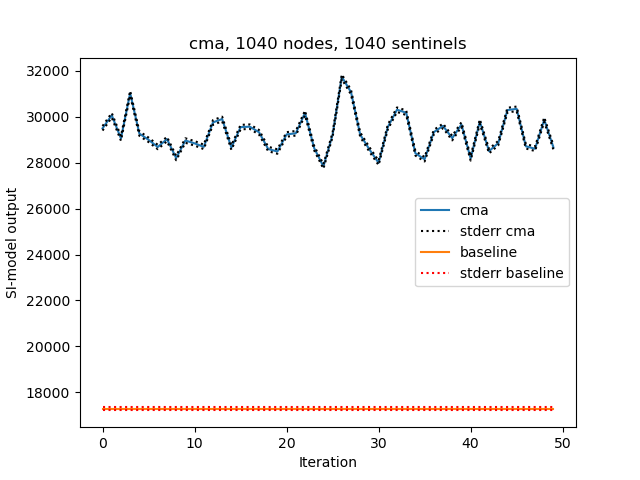 cma, 1040 nodes, 1040 sentinels
32000
30000
28000
26000
24000
22000
20000
18000
SI-model output
cma
stderr cma
baseline
stderr baseline
0 10 20 30 40 50
Iteration